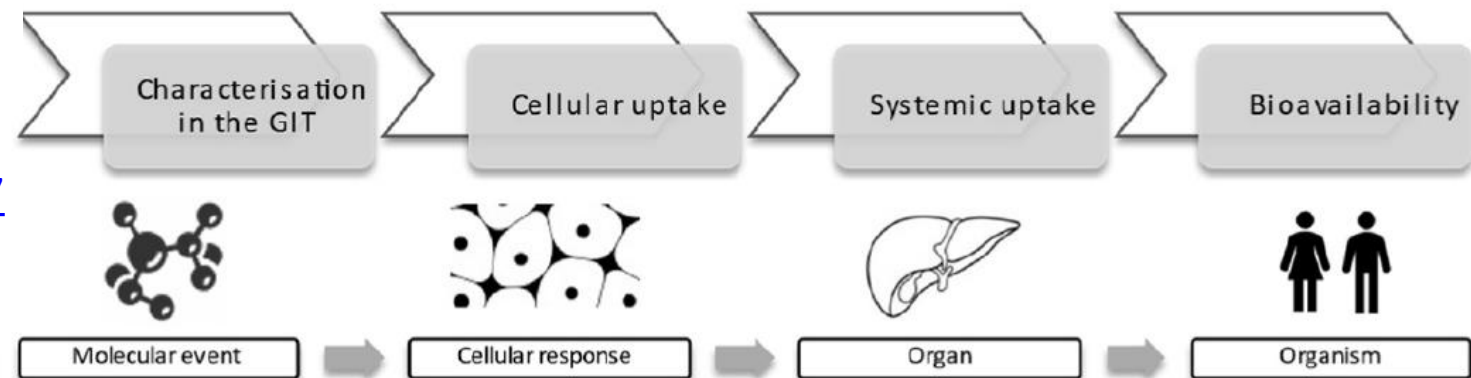 Characterisation
in the GIT
Cellular uptake
Systemic uptake
Bioavailability
Molecular event
Cellular response
Organ
Organism